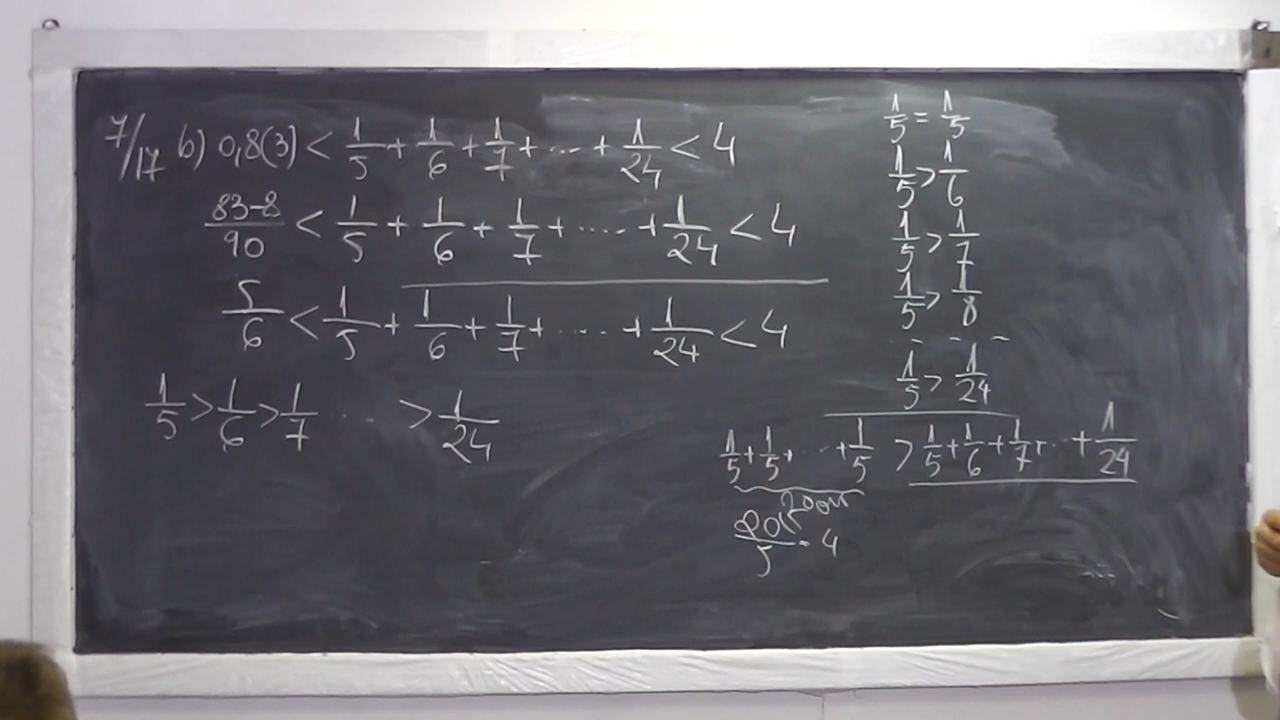 7/17 b) 0,8(3) < 1/5 + 1/6 + 1/7 + .... + 1/24 < 4
83-8/90 < 1/5 + 1/6 + 1/7 + ..... + 1/24 < 4
5/6 < 1/5 + 1/6 + 1/7 + ..... + 1/24 < 4
1/5 > 1/6 > 1/7 .... > 1/24
1/5 = 1/5
1/5 > 1/6
1/5 > 1/7
1/5 > 1/8
- - - -
1/5 > 1/24
1/5 + 1/5 + ... + 1/5 > 1/5 + 1/6 + 1/7 + ... + 1/24
20 ori
20/5 = 4